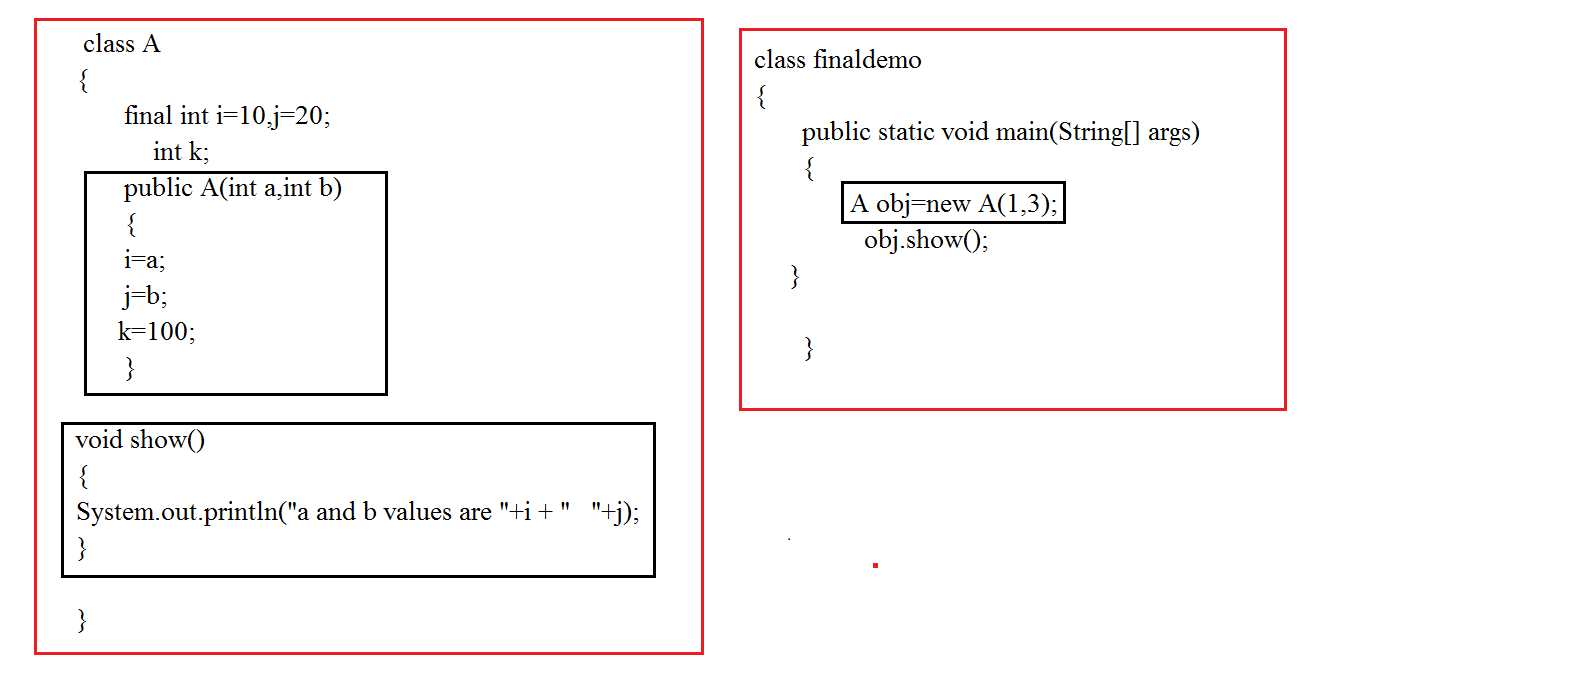 class A
{
final int i=10,j=20;
int k;
public A(int a,int b)
{
i=a;
j=b;
k=100;
}
void show()
{
System.out.println("a and b values are "+i + "   "+j);
}
}
class finaldemo
{
public static void main(String[] args)
{
A obj=new A(1,3);
obj.show();
}
}